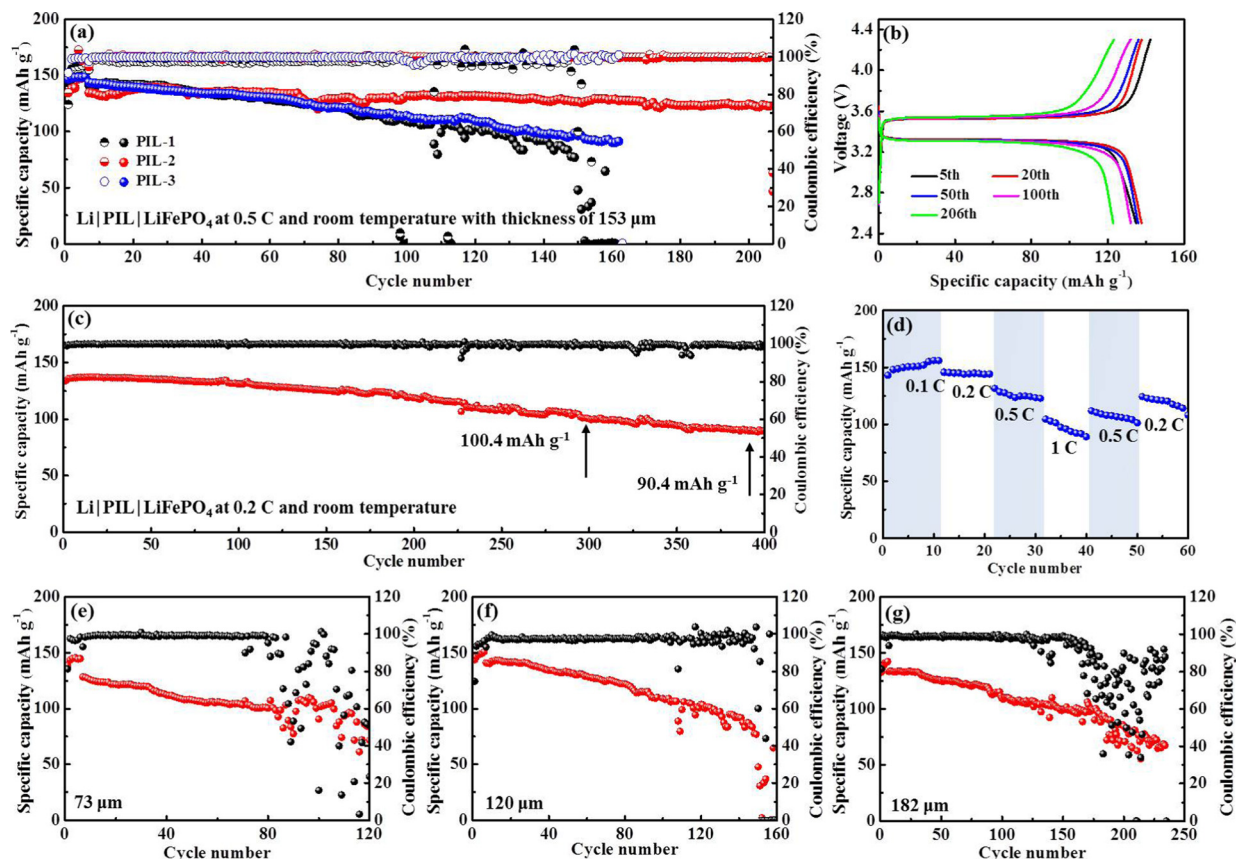 (a)
Specific capacity (mAh g⁻¹)
200
150
100
50
0
120
100
80
60
40
20
0
Coulombic efficiency (%)
PIL-1
PIL-2
PIL-3
Li|PIL|LiFePO₄ at 0.5 C and room temperature with thickness of 153 μm
0 20 40 60 80 100 120 140 160 180 200
Cycle number
(b)
Voltage (V)
4.8
4.2
3.6
3.0
2.4
5th 20th
50th 100th
206th
0 40 80 120 160
Specific capacity (mAh g⁻¹)
(c)
Specific capacity (mAh g⁻¹)
200
150
100
50
0
120
100
80
60
40
20
0
Coulombic efficiency (%)
100.4 mAh g⁻¹
90.4 mAh g⁻¹
Li|PIL|LiFePO₄ at 0.2 C and room temperature
0 50 100 150 200 250 300 350 400
Cycle number
(d)
Specific capacity (mAh g⁻¹)
200
150
100
50
0
0.1 C
0.2 C
0.5 C
1 C
0.5 C
0.2 C
0 10 20 30 40 50 60
Cycle number
(e)
Specific capacity (mAh g⁻¹)
200
150
100
50
0
120
100
80
60
40
20
0
Coulombic efficiency (%)
73 μm
0 40 80 120
Cycle number
(f)
Specific capacity (mAh g⁻¹)
200
150
100
50
0
120
100
80
60
40
20
0
Coulombic efficiency (%)
120 μm
0 20 40 60 80 100 120 140 160
Cycle number
(g)
Specific capacity (mAh g⁻¹)
200
150
100
50
0
120
100
80
60
40
20
0
Coulombic efficiency (%)
182 μm
0 50 100 150 200 250
Cycle number